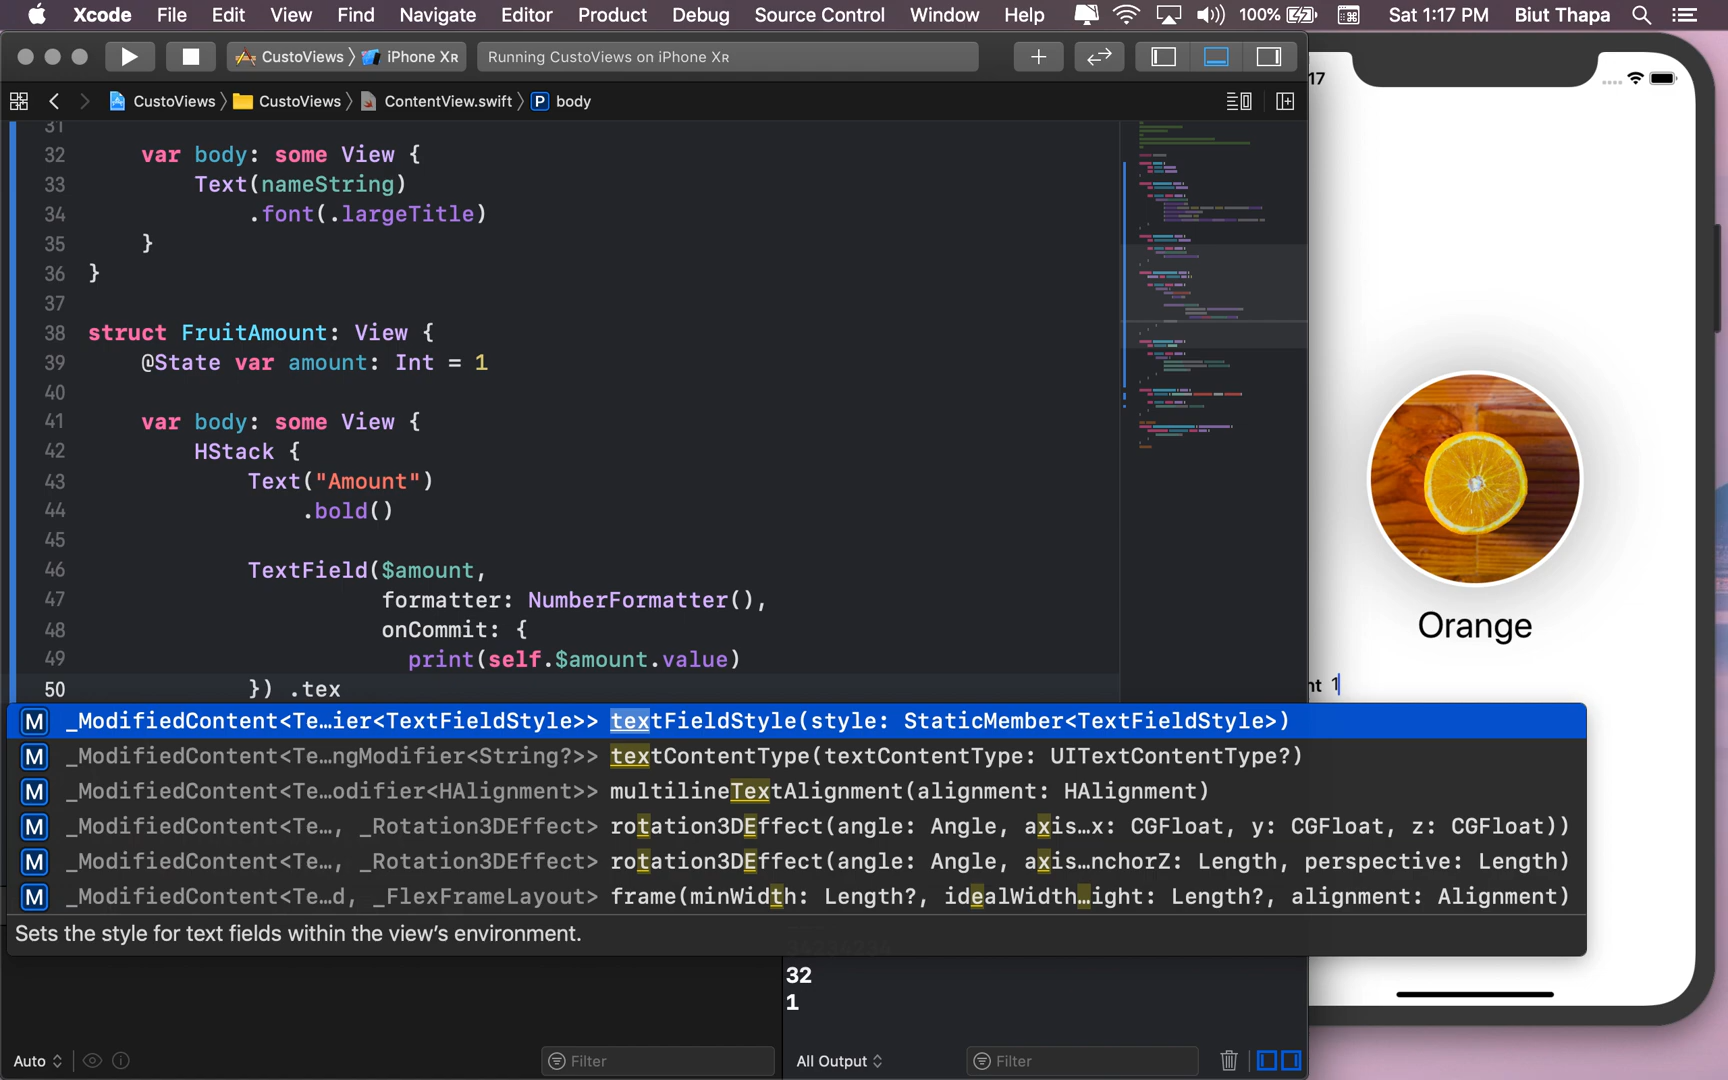 Xcode File Edit View Find Navigate Editor Product Debug Source Control Window Help 100% Sat 1:17 PM Biut Thapa
CustoViews iPhone XR Running CustoViews on iPhone XR
17
CustoViews CustoViews ContentView.swift P body
31
32 var body: some View {
33 Text(nameString)
34 .font(.largeTitle)
35 }
36 }
37
38 struct FruitAmount: View {
39 @State var amount: Int = 1
40
41 var body: some View {
42 HStack {
43 Text("Amount")
44 .bold()
45
46 TextField($amount,
47 formatter: NumberFormatter(),
48 onCommit: {
49 print(self.$amount.value)
50 }) .tex
Orange
nt 1
M _ModifiedContent<Te…ier<TextFieldStyle>> textFieldStyle(style: StaticMember<TextFieldStyle>)
M _ModifiedContent<Te…ngModifier<String?>> textContentType(textContentType: UITextContentType?)
M _ModifiedContent<Te…odifier<HAlignment>> multilineTextAlignment(alignment: HAlignment)
M _ModifiedContent<Te…, _Rotation3DEffect> rotation3DEffect(angle: Angle, axis…x: CGFloat, y: CGFloat, z: CGFloat))
M _ModifiedContent<Te…, _Rotation3DEffect> rotation3DEffect(angle: Angle, axis…nchorZ: Length, perspective: Length)
M _ModifiedContent<Te…d, _FlexFrameLayout> frame(minWidth: Length?, idealWidth…ight: Length?, alignment: Alignment)
Sets the style for text fields within the view's environment.
32
1
Auto Filter All Output Filter